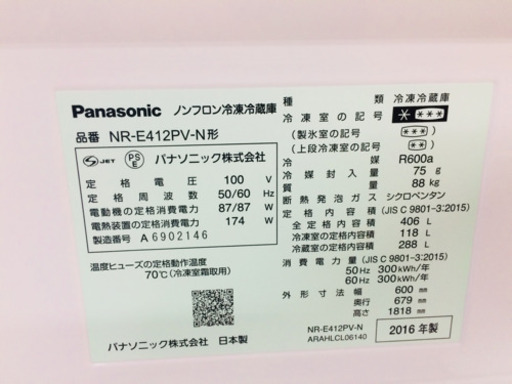 Panasonic ノンフロン冷凍冷蔵庫
品番 NR-E412PV-N形
S JET PS E パナソニック株式会社
定格電圧 100 V
定格周波数 50/60 Hz
電動機の定格消費電力 87/87 W
電熱装置の定格消費電力 174 W
製造番号 A 6902146
温度ヒューズの定格動作温度
70℃(冷凍室霜取用)
パナソニック株式会社 日本製
種類 冷凍冷蔵庫
冷凍室の記号
(製氷室の記号)
(上段冷凍室の記号)
冷媒 R600a
冷媒封入量 75 g
質量 88 kg
断熱発泡ガス シクロペンタン
定格内容積 (JIS C 9801-3:2015)
全定格内容積 406 L
冷凍室の定格内容積 118 L
冷蔵室の定格内容積 288 L
消費電力量 (JIS C 9801-3:2015)
50 Hz 300kWh/年
60 Hz 300kWh/年
外形寸法 幅 600 mm
奥行 679 mm
高さ 1818 mm
NR-E412PV-N
ARAHLCL06140
2016 年製